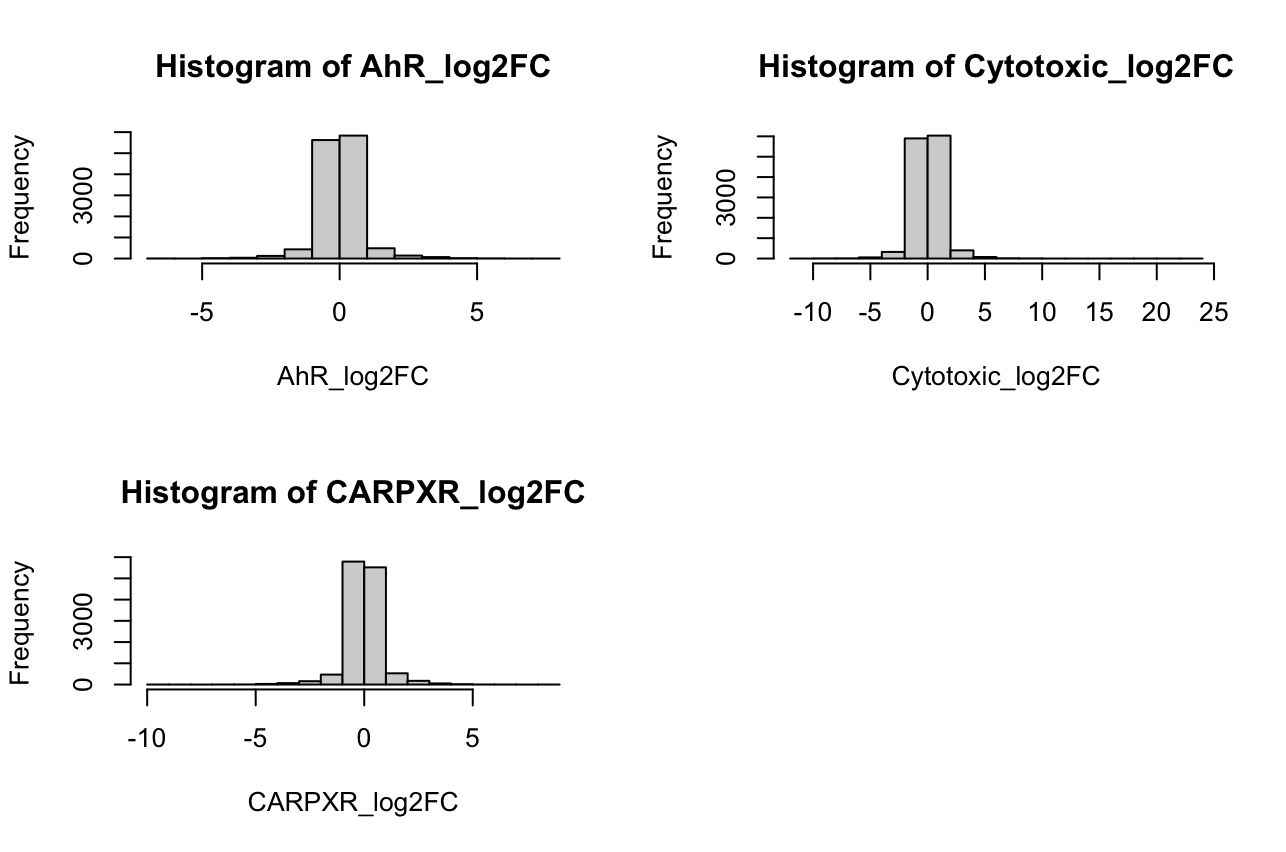 Histogram of AhR_log2FC
Frequency
0 3000
-5 0 5
AhR_log2FC
Histogram of Cytotoxic_log2FC
Frequency
0 3000
-10 -5 0 5 10 15 20 25
Cytotoxic_log2FC
Histogram of CARPXR_log2FC
Frequency
0 3000
-10 -5 0 5
CARPXR_log2FC